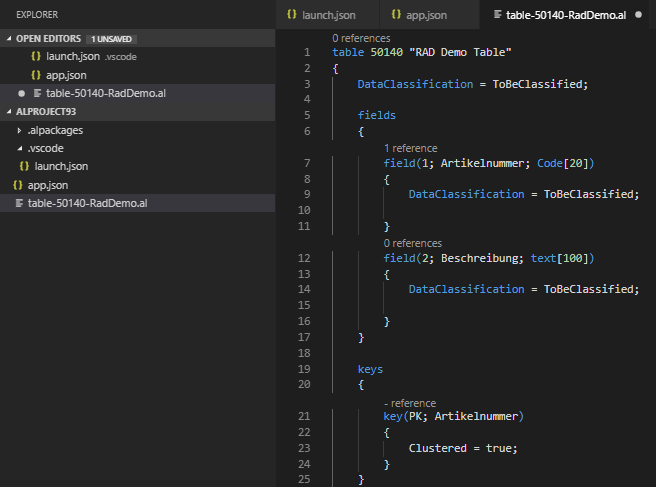 EXPLORER
OPEN EDITORS 1 UNSAVED
launch.json .vscode
app.json
table-50140-RadDemo.al
ALPROJECT93
.alpackages
.vscode
launch.json
app.json
table-50140-RadDemo.al
launch.json app.json table-50140-RadDemo.al
0 references
1 table 50140 "RAD Demo Table"
2 {
3 DataClassification = ToBeClassified;
4
5 fields
6 {
1 reference
7 field(1; Artikelnummer; Code[20])
8 {
9 DataClassification = ToBeClassified;
10
11 }
0 references
12 field(2; Beschreibung; text[100])
13 {
14 DataClassification = ToBeClassified;
15
16 }
17 }
18
19 keys
20 {
- reference
21 key(PK; Artikelnummer)
22 {
23 Clustered = true;
24 }
25 }